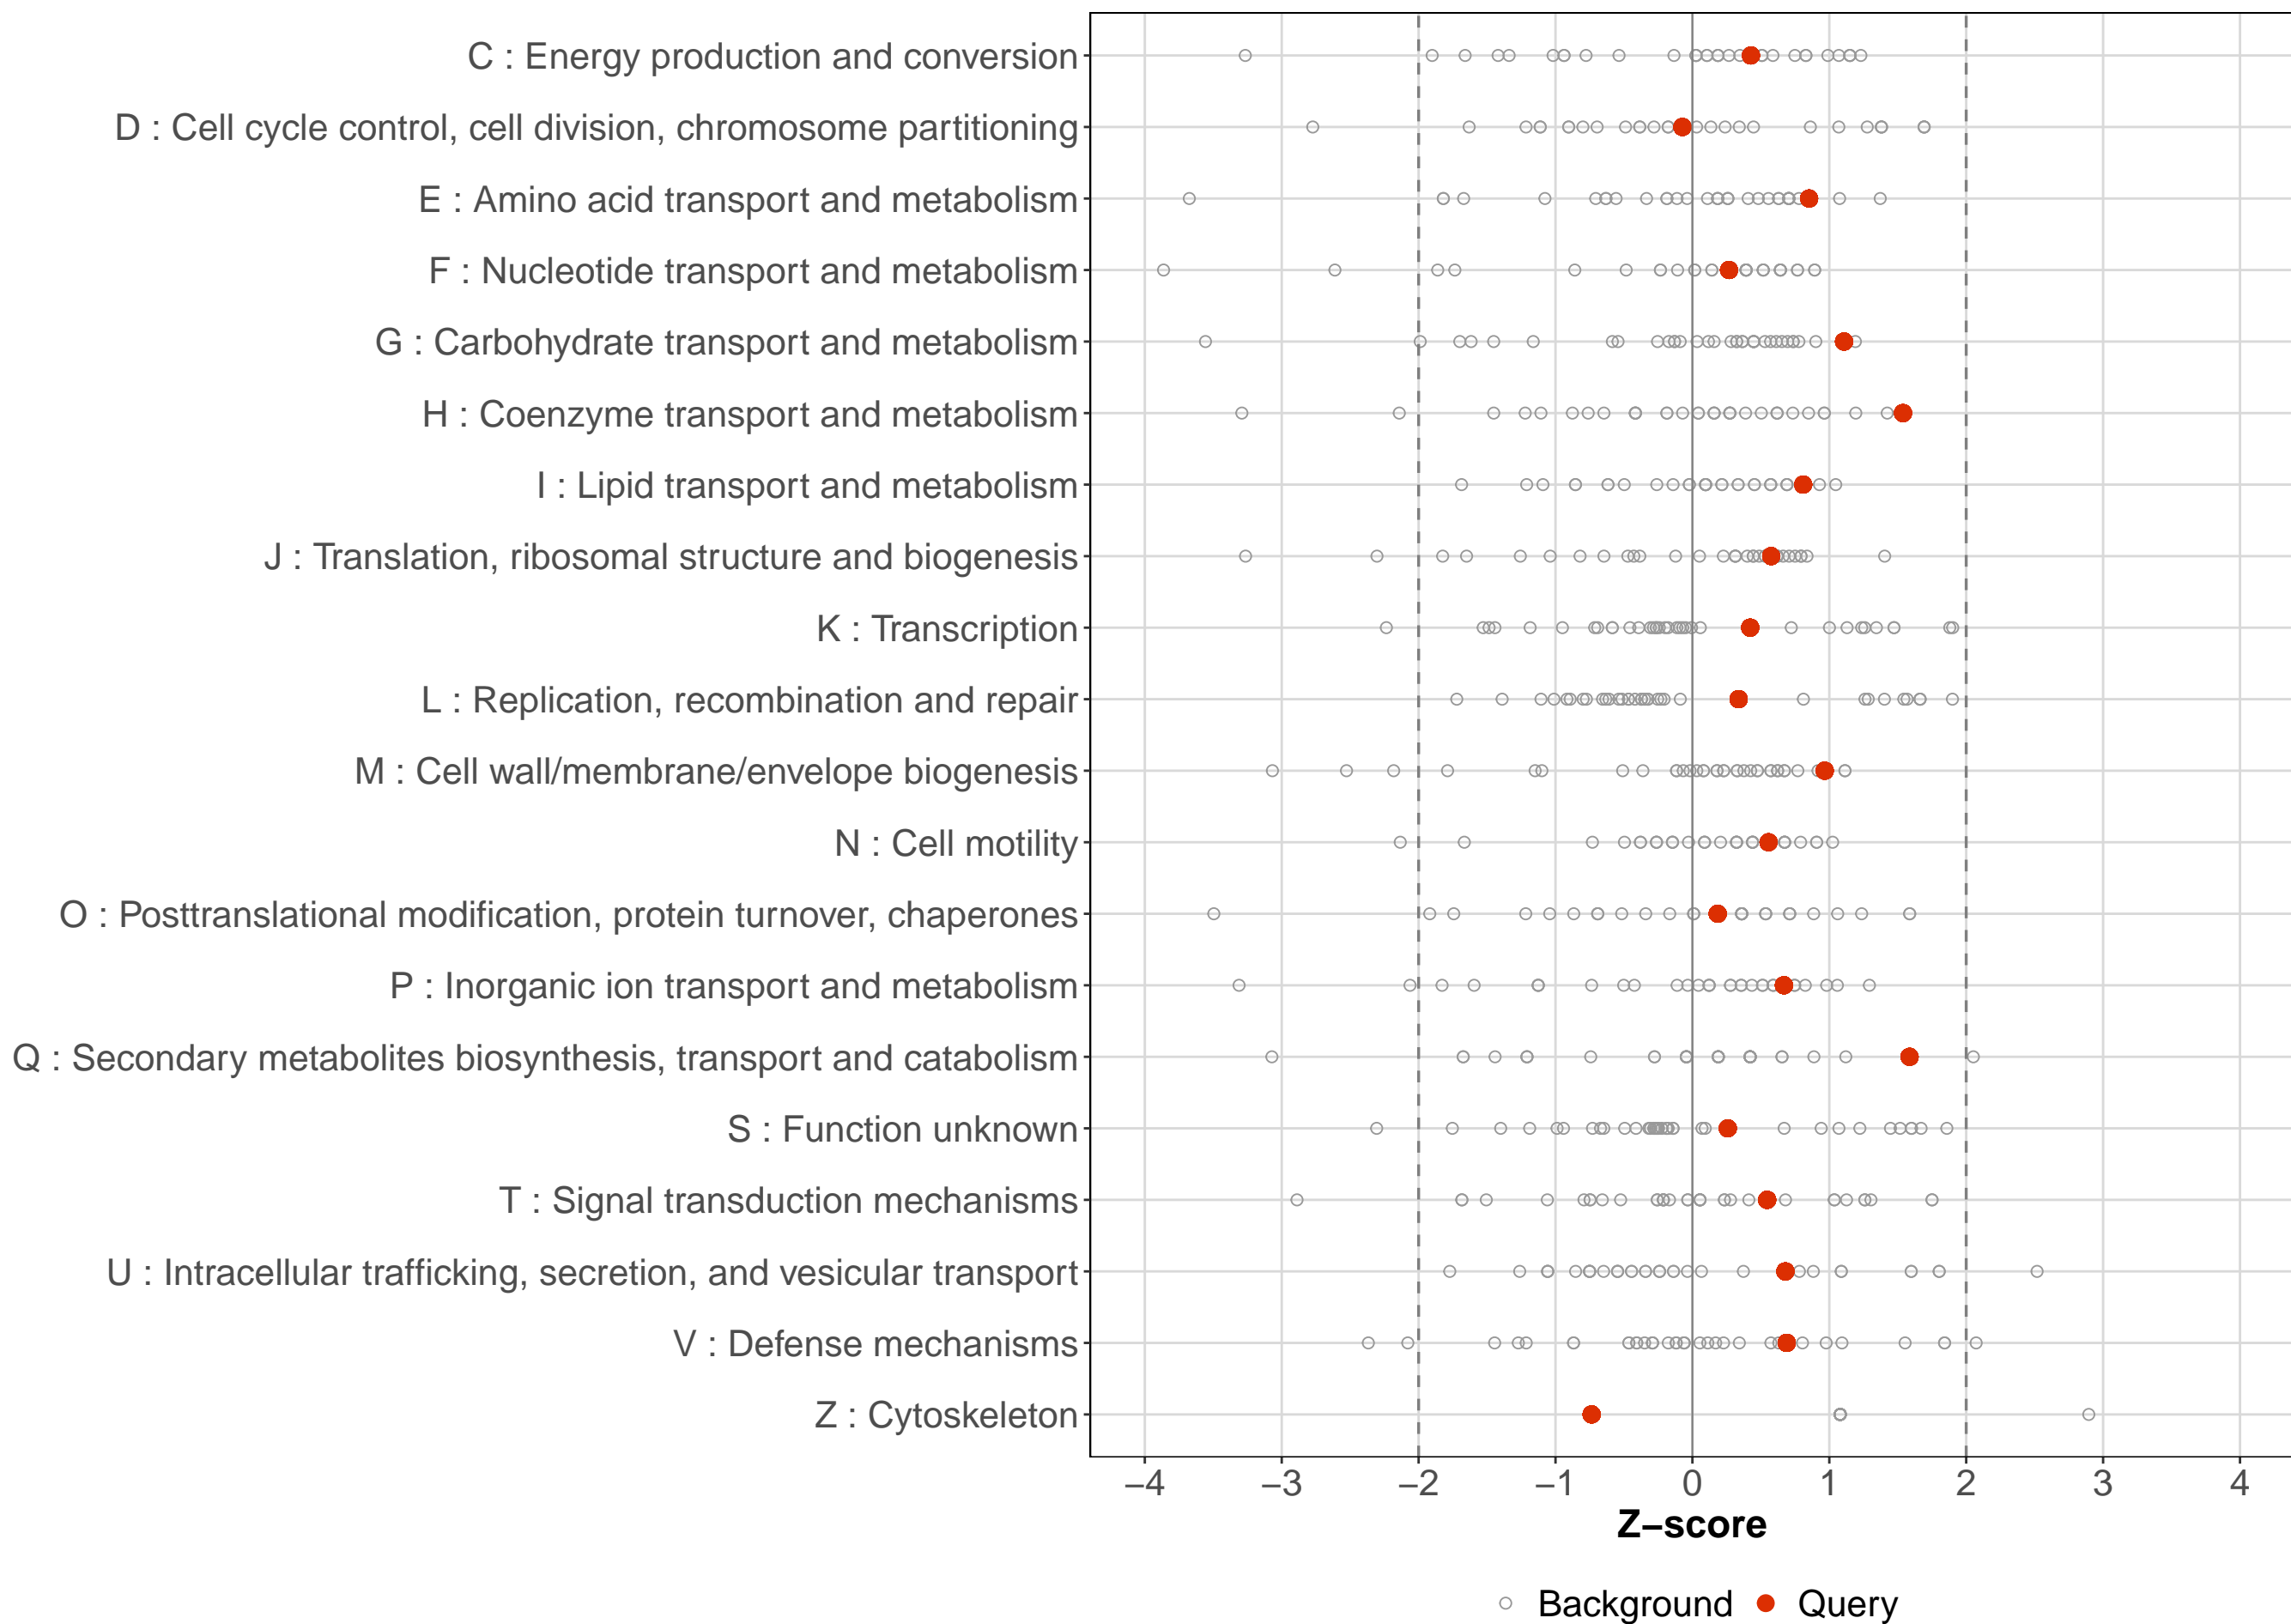 C : Energy production and conversion
D : Cell cycle control, cell division, chromosome partitioning
E : Amino acid transport and metabolism
F : Nucleotide transport and metabolism
G : Carbohydrate transport and metabolism
H : Coenzyme transport and metabolism
I : Lipid transport and metabolism
J : Translation, ribosomal structure and biogenesis
K : Transcription
L : Replication, recombination and repair
M : Cell wall/membrane/envelope biogenesis
N : Cell motility
O : Posttranslational modification, protein turnover, chaperones
P : Inorganic ion transport and metabolism
Q : Secondary metabolites biosynthesis, transport and catabolism
S : Function unknown
T : Signal transduction mechanisms
U : Intracellular trafficking, secretion, and vesicular transport
V : Defense mechanisms
Z : Cytoskeleton
−4 −3 −2 −1 0 1 2 3 4
Z−score
Background Query